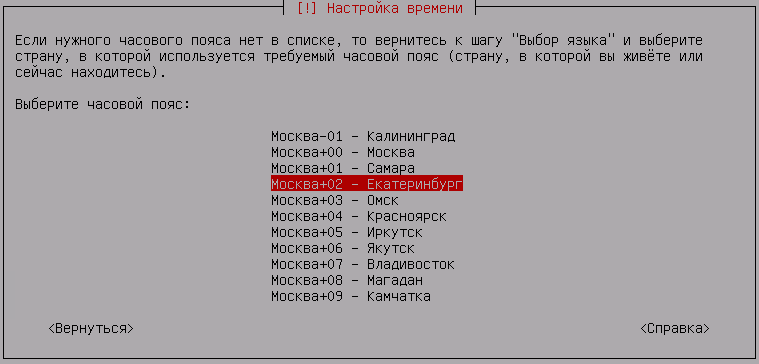 [!] Настройка времени
Если нужного часового пояса нет в списке, то вернитесь к шагу "Выбор языка" и выберите
страну, в которой используется требуемый часовой пояс (страну, в которой вы живёте или
сейчас находитесь).
Выберите часовой пояс:
Москва-01 - Калининград
Москва+00 - Москва
Москва+01 - Самара
Москва+02 - Екатеринбург
Москва+03 - Омск
Москва+04 - Красноярск
Москва+05 - Иркутск
Москва+06 - Якутск
Москва+07 - Владивосток
Москва+08 - Магадан
Москва+09 - Камчатка
<Вернуться> <Справка>